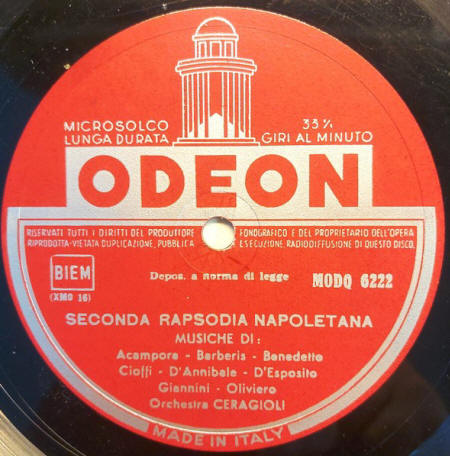 MICROSOLCO 33⅓
LUNGA DURATA GIRI AL MINUTO
ODEON
RISERVATI TUTTI I DIRITTI DEL PRODUTTORE FONOGRAFICO E DEL PROPRIETARIO DELL'OPERA
RIPRODOTTA-VIETATA DUPLICAZIONE, PUBBLICA ESECUZIONE, RADIODIFFUSIONE DI QUESTO DISCO.
BIEM Depos. a norma di legge MODQ 6222
(XMO 16)
SECONDA RAPSODIA NAPOLETANA
MUSICHE DI:
Acampora - Barberis - Benedetto
Cioffi - D'Annibale - D'Esposito
Giannini - Oliviero
Orchestra CERAGIOLI
MADE IN ITALY